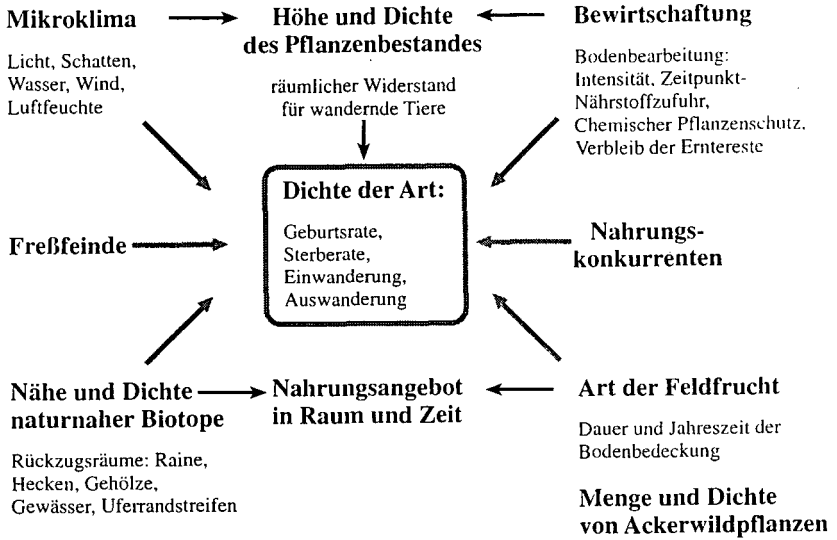 Mikroklima
Licht, Schatten,
Wasser, Wind,
Luftfeuchte
Höhe und Dichte
des Pflanzenbestandes
räumlicher Widerstand
für wandernde Tiere
Bewirtschaftung
Bodenbearbeitung:
Intensität, Zeitpunkt-
Nährstoffzufuhr,
Chemischer Pflanzenschutz,
Verbleib der Erntereste
Freßfeinde
Dichte der Art:
Geburtsrate,
Sterberate,
Einwanderung,
Auswanderung
Nahrungs-
konkurrenten
Nähe und Dichte
naturnaher Biotope
Rückzugsräume: Raine,
Hecken, Gehölze,
Gewässer, Uferrandstreifen
Nahrungsangebot
in Raum und Zeit
Art der Feldfrucht
Dauer und Jahreszeit der
Bodenbedeckung
Menge und Dichte
von Ackerwildpflanzen